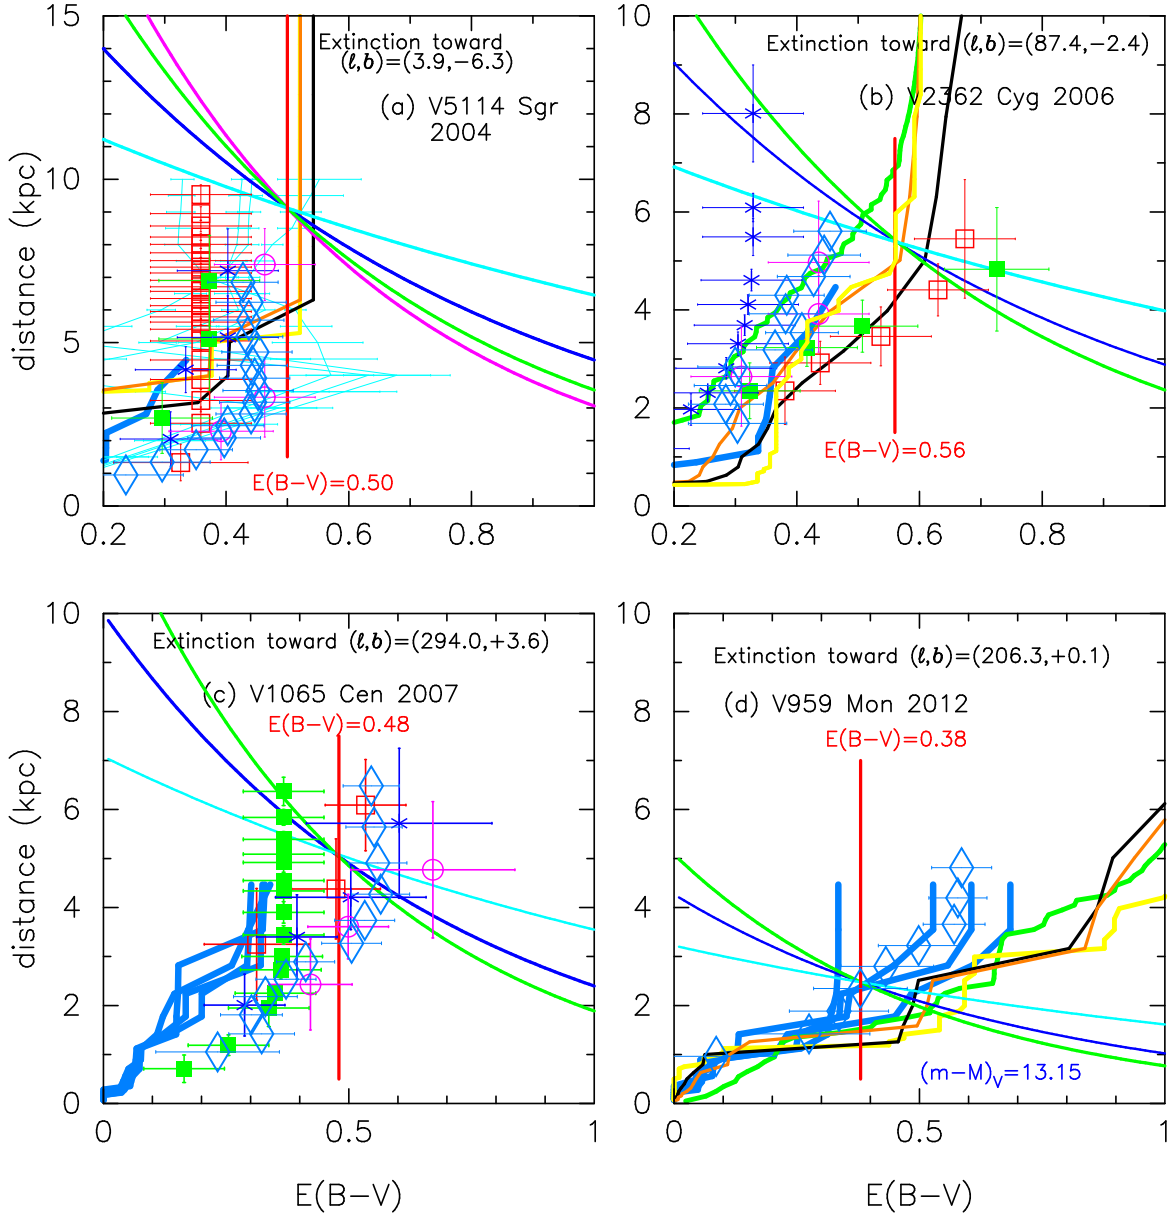 15
10
5
0
distance (kpc)
Extinction toward
(l,b)=(3.9,−6.3)
(a) V5114 Sgr
2004
E(B−V)=0.50
0.2
0.4
0.6
0.8
10
8
6
4
2
0
Extinction toward (l,b)=(87.4,−2.4)
(b) V2362 Cyg 2006
E(B−V)=0.56
0.2
0.4
0.6
0.8
10
8
6
4
2
0
distance (kpc)
Extinction toward (l,b)=(294.0,+3.6)
(c) V1065 Cen 2007
E(B−V)=0.48
0
0.5
1
E(B−V)
10
8
6
4
2
0
Extinction toward (l,b)=(206.3,+0.1)
(d) V959 Mon 2012
E(B−V)=0.38
(m−M)V=13.15
0
0.5
1
E(B−V)